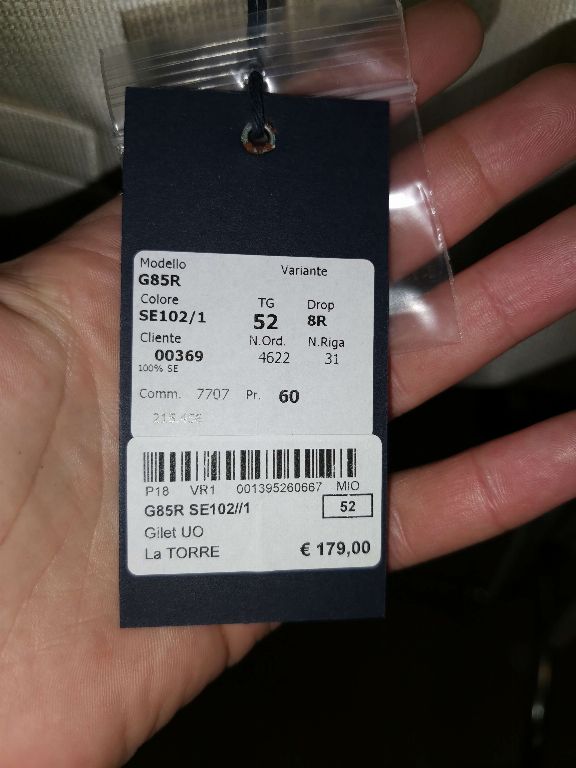 Modello
Variante
G85R
Colore TG Drop
SE102/1 52 8R
Cliente N.Ord. N.Riga
00369 4622 31
100% SE
Comm. 7707 Pr. 60
P18 VR1 001395260667 MIO
G85R SE102//1 52
Gilet UO
La TORRE € 179,00